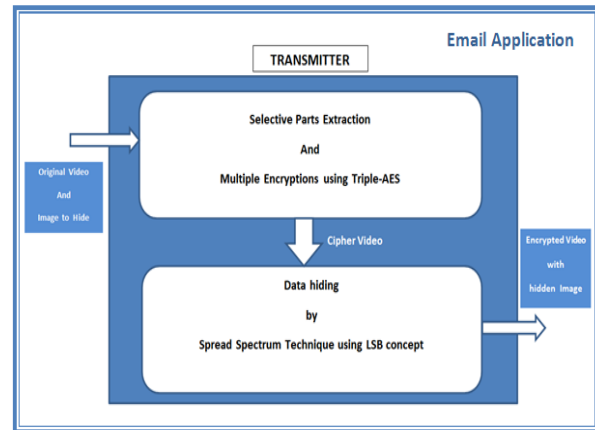 Email Application
TRANSMITTER
Selective Parts Extraction
And
Multiple Encryptions using Triple-AES
Original Video
And
Image to Hide
Cipher Video
Encrypted Video
with
hidden Image
Data hiding
by
Spread Spectrum Technique using LSB concept